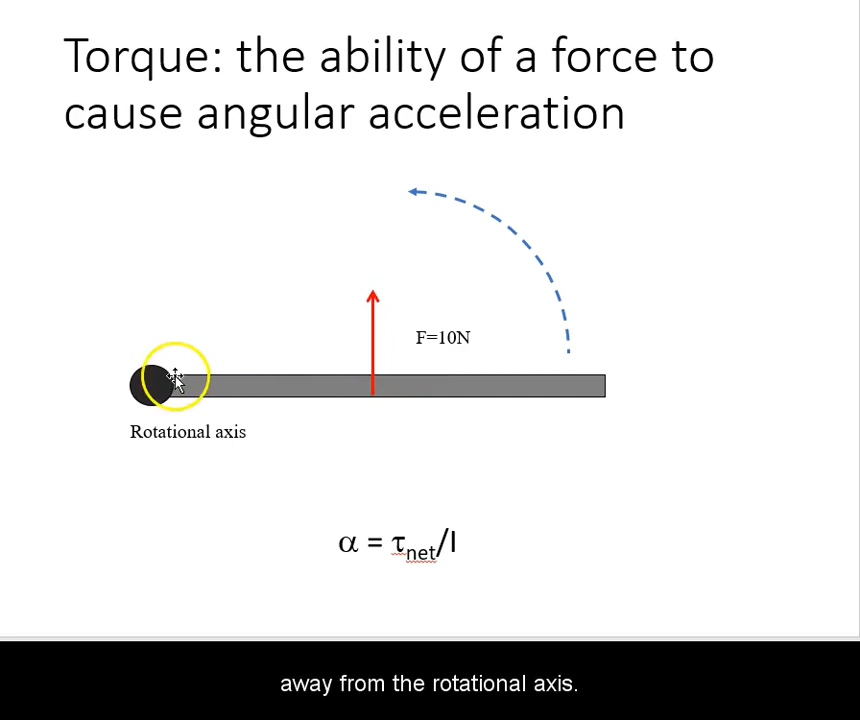 Torque: the ability of a force to
cause angular acceleration
F=10N
Rotational axis
α = τnet/I
away from the rotational axis.